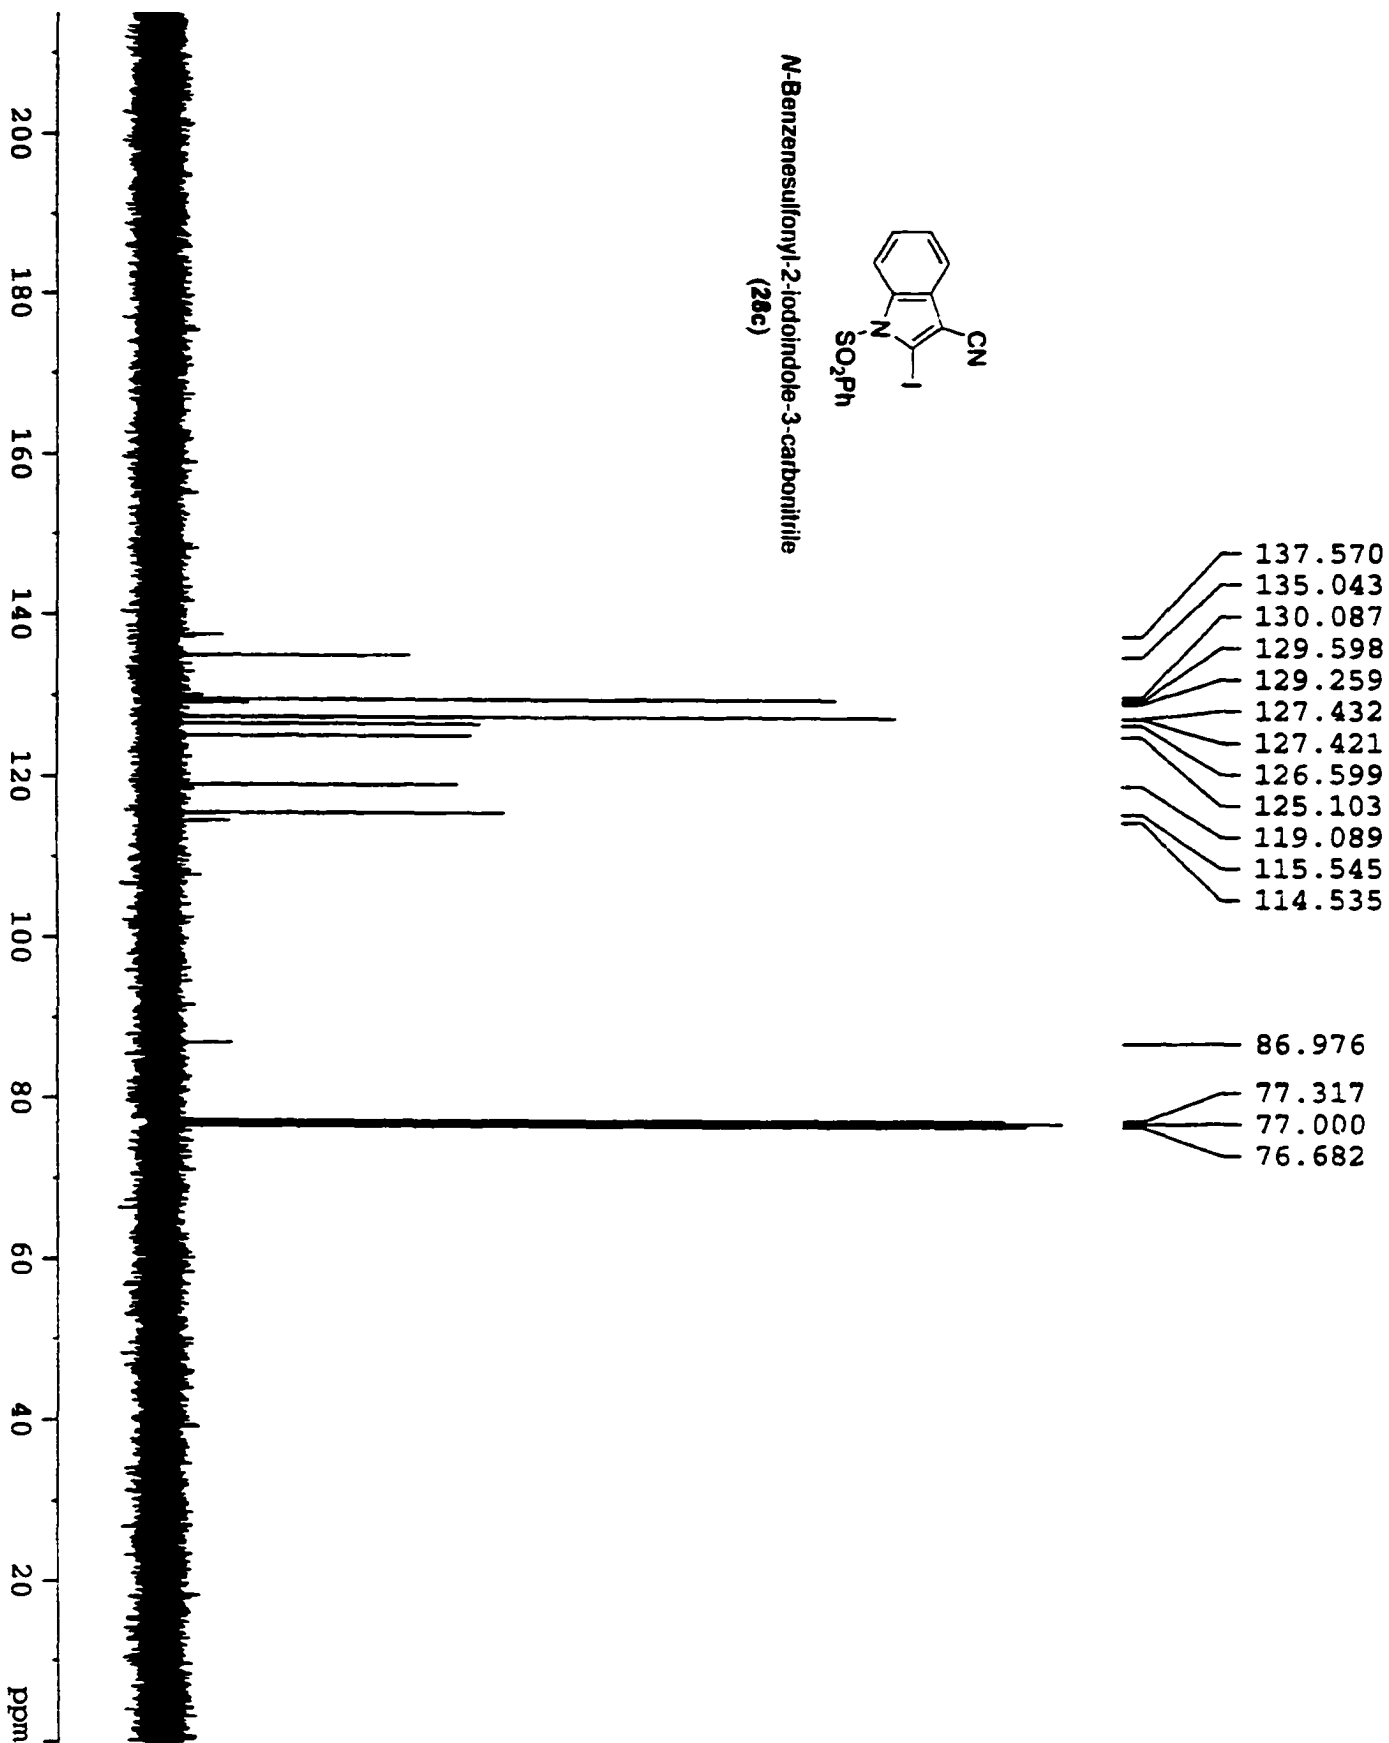 137.570
135.043
130.087
129.598
129.259
127.432
127.421
126.599
125.103
119.089
115.545
114.535
86.976
77.317
77.000
76.682
CN
I
N
SO2Ph
N-Benzenesulfonyl-2-iodoindole-3-carbonitrile
(28c)
200 180 160 140 120 100 80 60 40 20 ppm